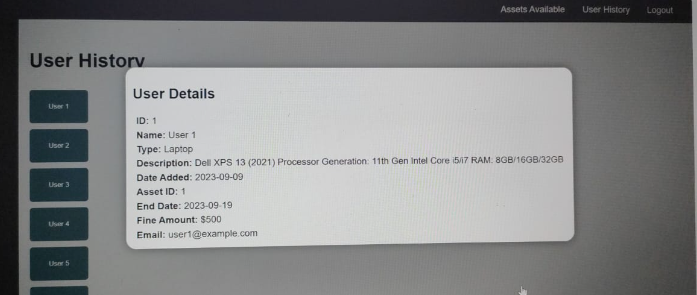 Assets Available User History Logout
User History
User 1
User 2
User 3
User 4
User 5
User Details
ID: 1
Name: User 1
Type: Laptop
Description: Dell XPS 13 (2021) Processor Generation: 11th Gen Intel Core i5/i7 RAM: 8GB/16GB/32GB
Date Added: 2023-09-09
Asset ID: 1
End Date: 2023-09-19
Fine Amount: $500
Email: user1@example.com